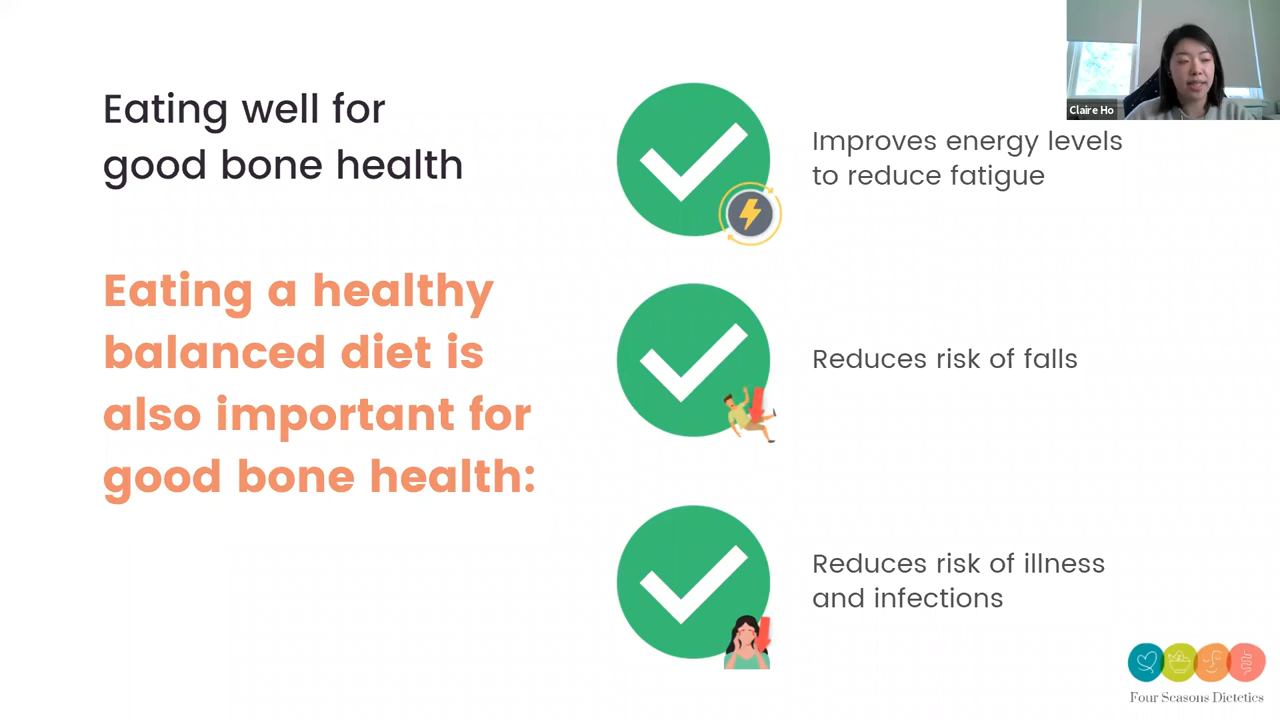 Eating well for
good bone health
Eating a healthy
balanced diet is
also important for
good bone health:
Claire Ho
Improves energy levels
to reduce fatigue
Reduces risk of falls
Reduces risk of illness
and infections
Four Seasons Dietetics